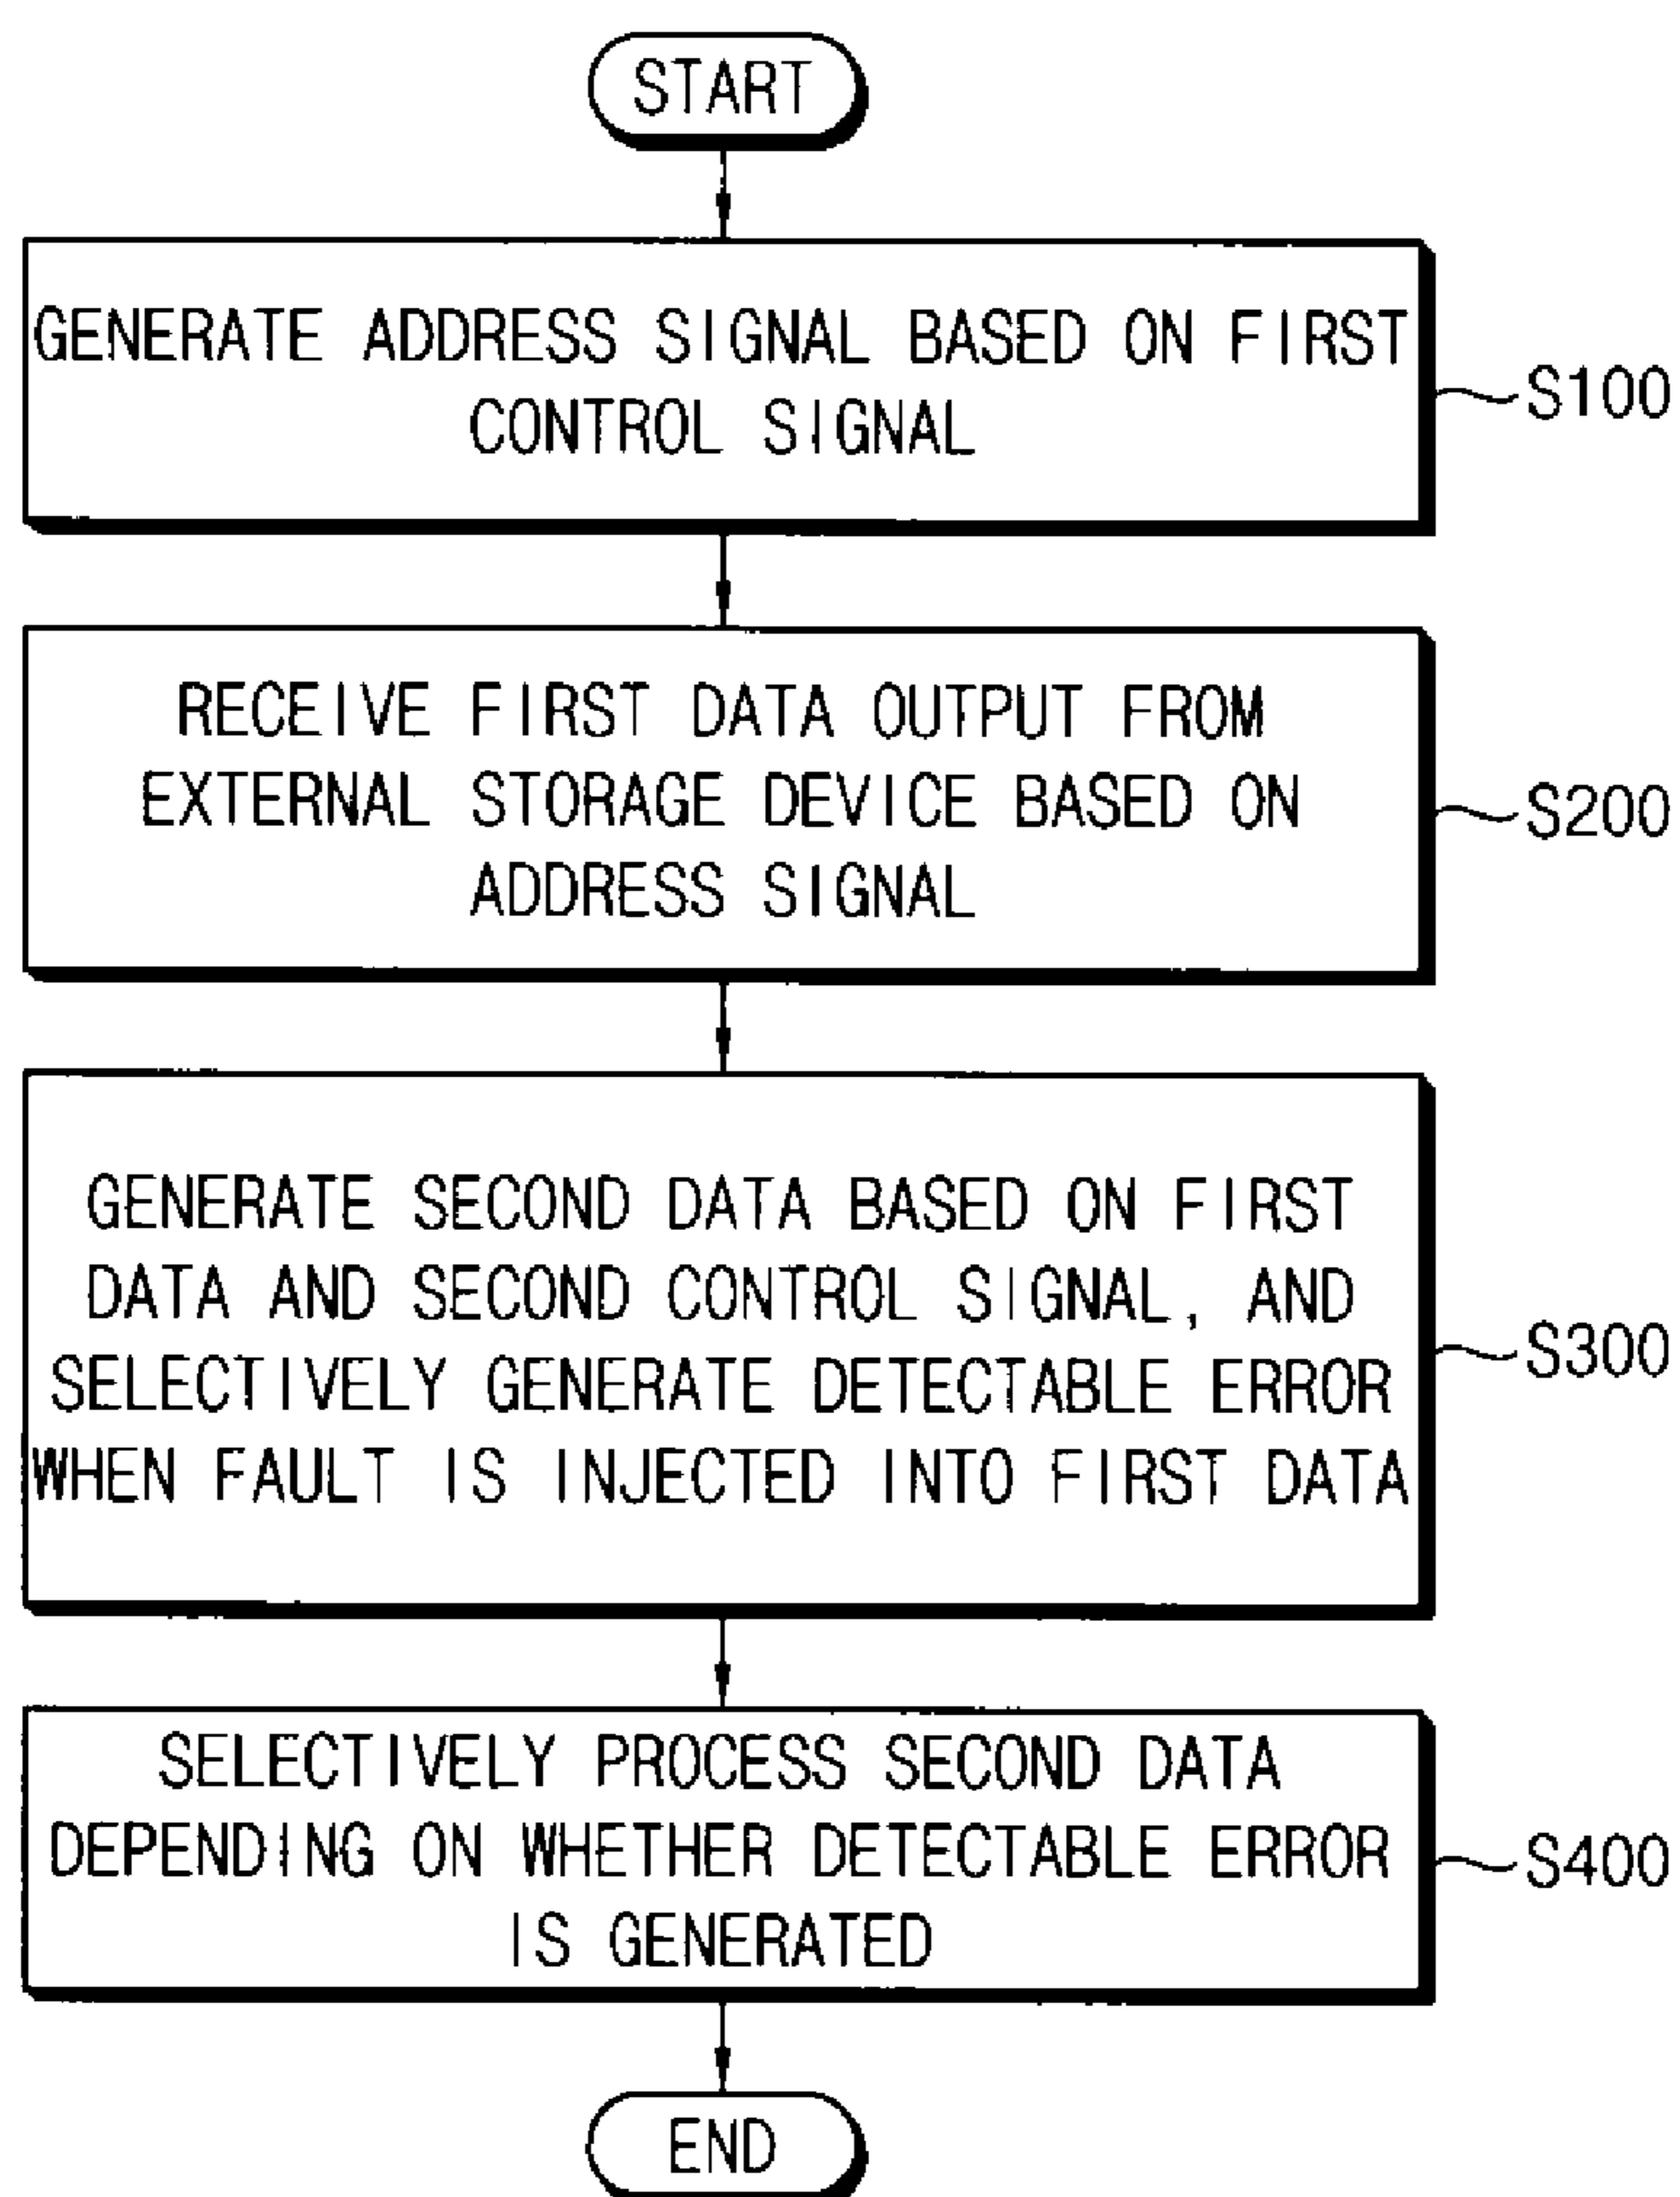 START
GENERATE ADDRESS SIGNAL BASED ON FIRST
CONTROL SIGNAL
S100
RECEIVE FIRST DATA OUTPUT FROM
EXTERNAL STORAGE DEVICE BASED ON
ADDRESS SIGNAL
S200
GENERATE SECOND DATA BASED ON FIRST
DATA AND SECOND CONTROL SIGNAL, AND
SELECTIVELY GENERATE DETECTABLE ERROR
WHEN FAULT IS INJECTED INTO FIRST DATA
S300
SELECTIVELY PROCESS SECOND DATA
DEPENDING ON WHETHER DETECTABLE ERROR
IS GENERATED
S400
END